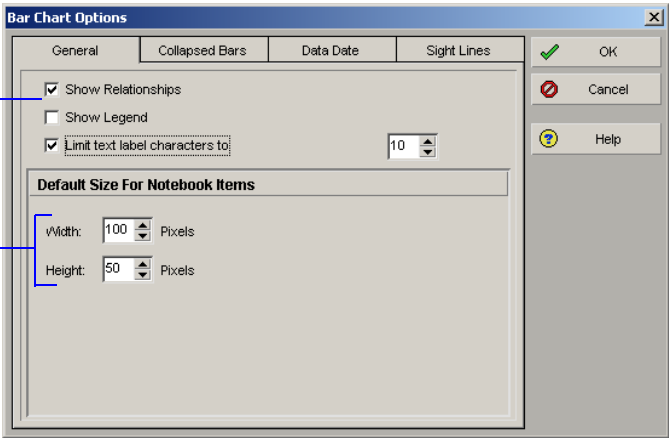 Bar Chart Options
General Collapsed Bars Data Date Sight Lines
OK
Show Relationships
Cancel
Show Legend
Limit text label characters to 10
Help
Default Size For Notebook Items
Width: 100 Pixels
Height: 50 Pixels